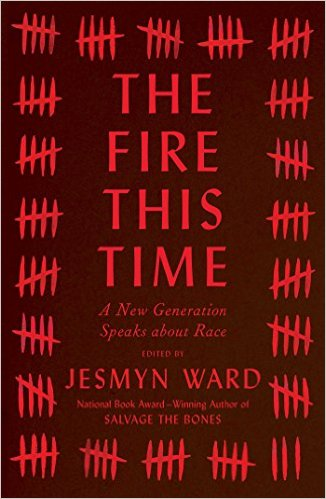 THE
FIRE
THIS
TIME
A New Generation
Speaks about Race
EDITED BY
JESMYN WARD
National Book Award–Winning Author of
SALVAGE THE BONES